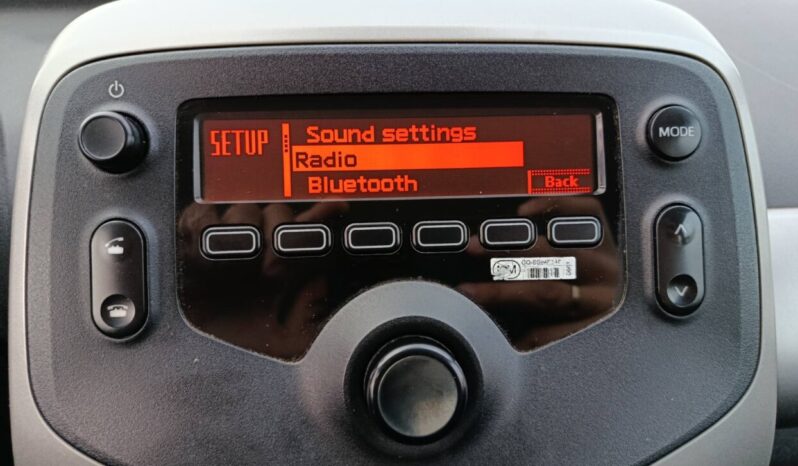 SETUP
Sound settings
Radio
Bluetooth
Back
MODE